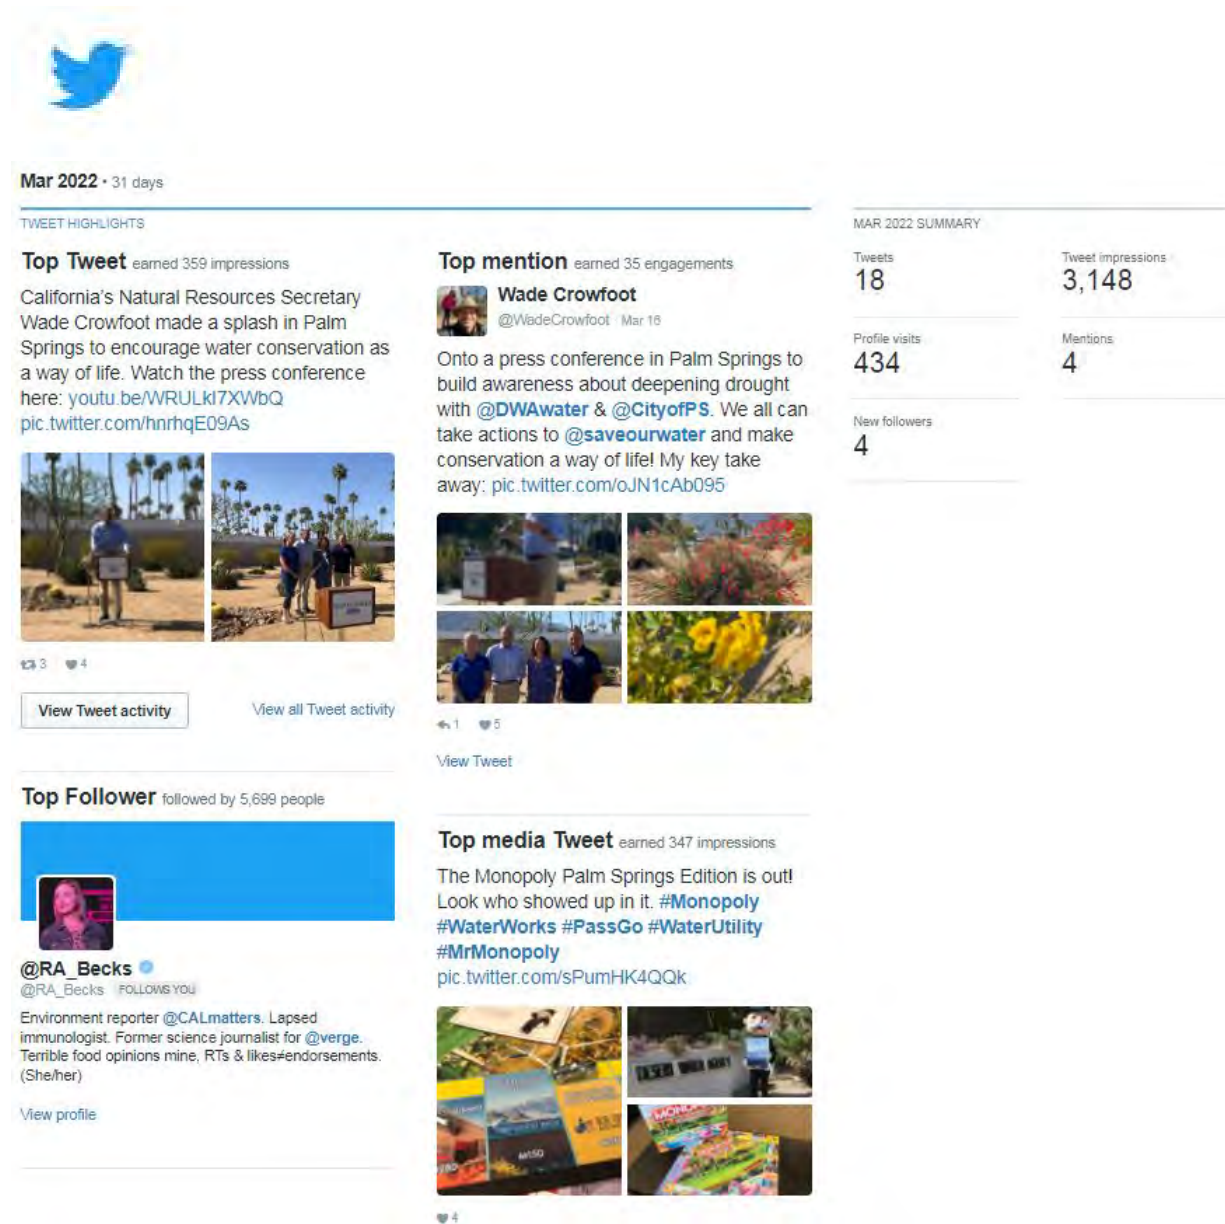 Mar 2022 · 31 days
TWEET HIGHLIGHTS
Top Tweet earned 359 impressions
California's Natural Resources Secretary
Wade Crowfoot made a splash in Palm
Springs to encourage water conservation as
a way of life. Watch the press conference
here: youtu.be/WRULkI7XWbQ
pic.twitter.com/hnrhqE09As
3 4
View Tweet activity
View all Tweet activity
Top Follower followed by 5,699 people
@RA_Becks
@RA_Becks FOLLOWS YOU
Environment reporter @CALmatters. Lapsed
immunologist. Former science journalist for @verge.
Terrible food opinions mine, RTs & likes≠endorsements.
(She/her)
View profile
Top mention earned 35 engagements
Wade Crowfoot
@WadeCrowfoot Mar 16
Onto a press conference in Palm Springs to
build awareness about deepening drought
with @DWAwater & @CityofPS. We all can
take actions to @saveourwater and make
conservation a way of life! My key take
away: pic.twitter.com/oJN1cAb095
1 5
View Tweet
Top media Tweet earned 347 impressions
The Monopoly Palm Springs Edition is out!
Look who showed up in it. #Monopoly
#WaterWorks #PassGo #WaterUtility
#MrMonopoly
pic.twitter.com/sPumHK4QQk
DESERT WATER AGENCY
MONOPOLY
M150
4
MAR 2022 SUMMARY
Tweets
18
Tweet impressions
3,148
Profile visits
434
Mentions
4
New followers
4